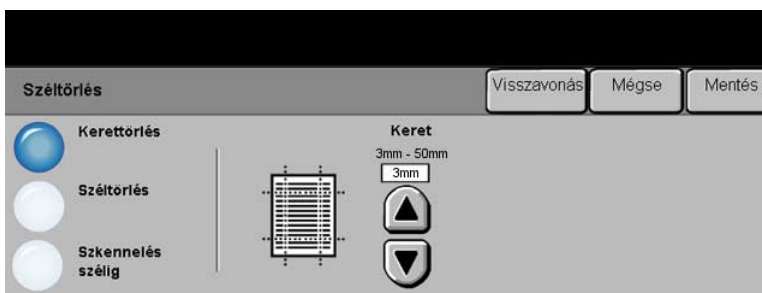 Széltörlés
Visszavonás
Mégse
Mentés
Kerettörlés
Széltörlés
Szkennelés
szélig
Keret
3mm - 50mm
3mm